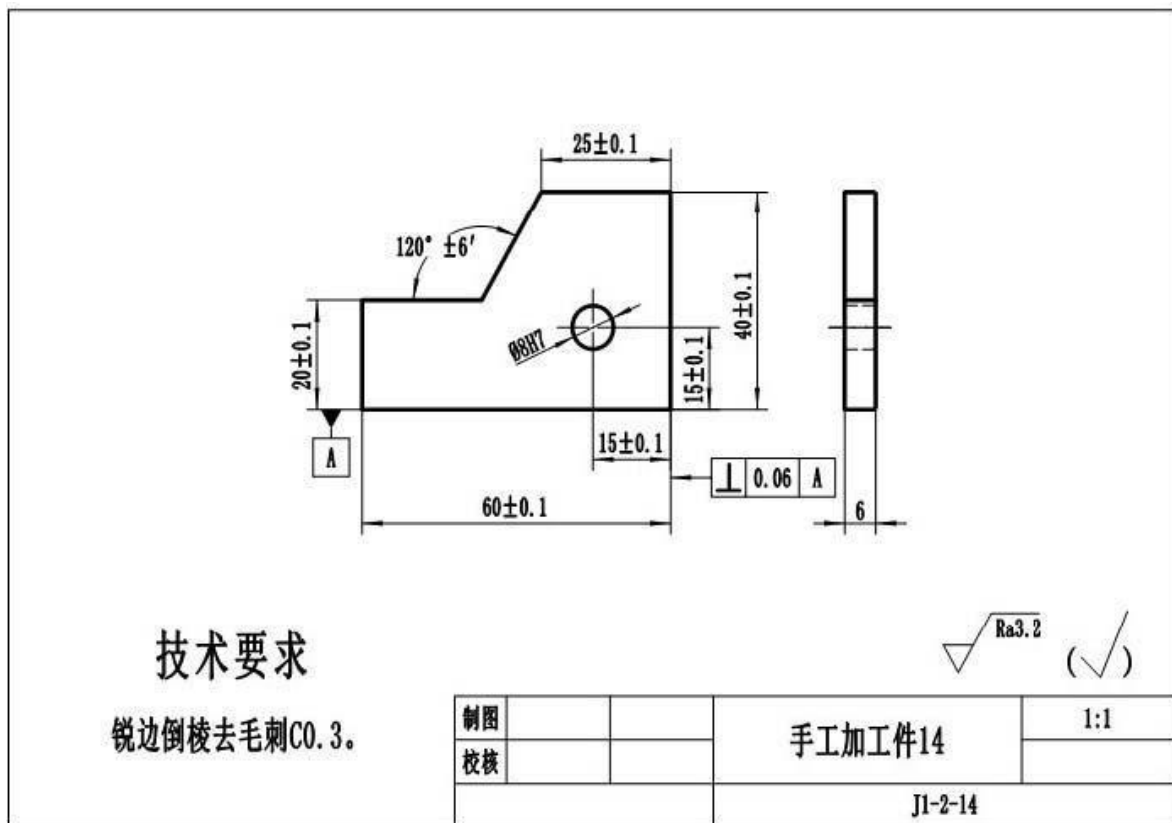 25±0.1
120° ±6′
20±0.1
Ø8H7
40±0.1
15±0.1
A
15±0.1
⊥ 0.06 A
60±0.1
6
技术要求
锐边倒棱去毛刺C0.3。
Ra3.2
(√)
制图
校核
手工加工件14
1:1
J1-2-14